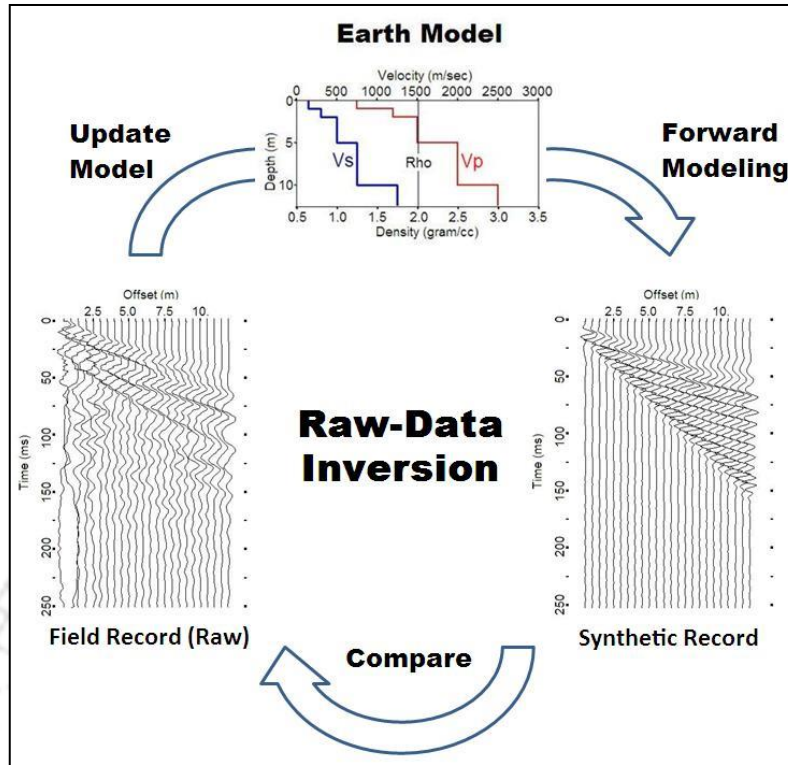 Earth Model
Velocity (m/sec)
0 500 1000 1500 2000 2500 3000
Update
Model
Forward
Modeling
Depth (m)
0
5
10
Vs
Rho
Vp
0.5 1.0 1.5 2.0 2.5 3.0 3.5
Density (gram/cc)
Offset (m)
2.5 5.0 7.5 10.
Time (ms)
0
50
100
150
200
250
Field Record (Raw)
Raw-Data
Inversion
Offset (m)
2.5 5.0 7.5 10.
Time (ms)
0
50
100
150
200
250
Synthetic Record
Compare